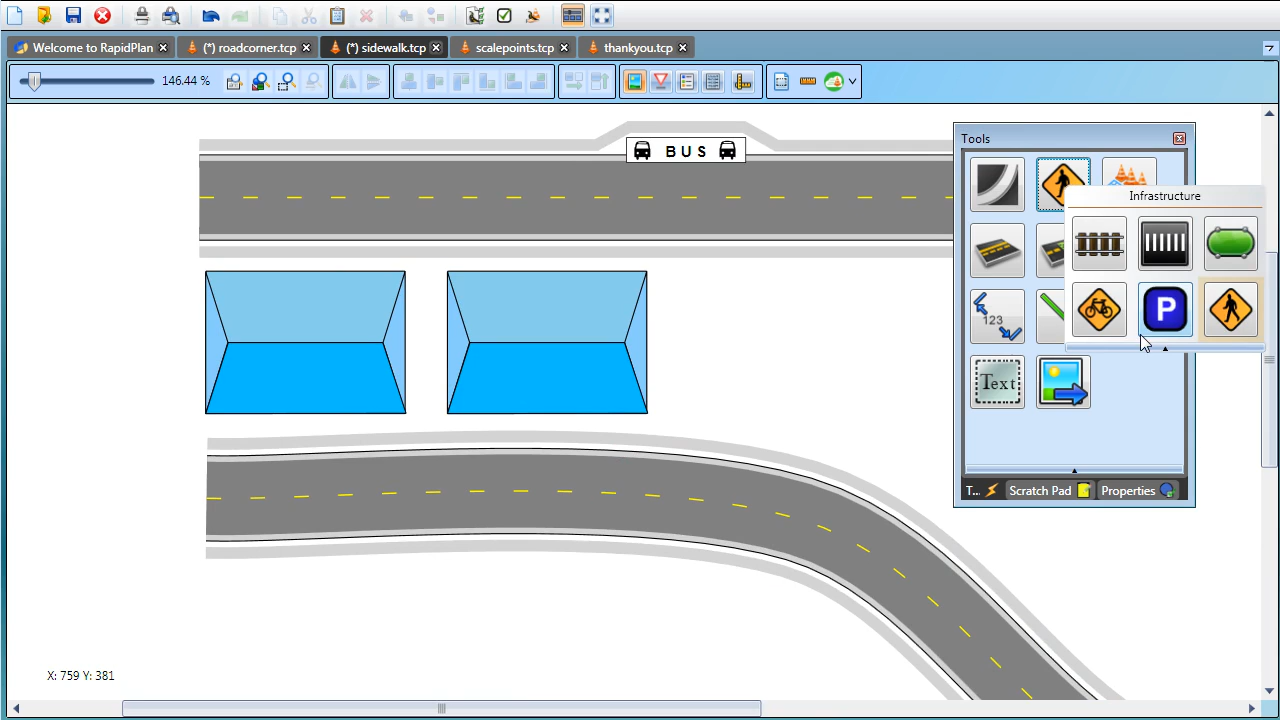 Welcome to RapidPlan
(*) roadcorner.tcp
(*) sidewalk.tcp
scalepoints.tcp
thankyou.tcp
146.44 %
BUS
Tools
Infrastructure
P
123
Text
T...
Scratch Pad
Properties
X: 759 Y: 381